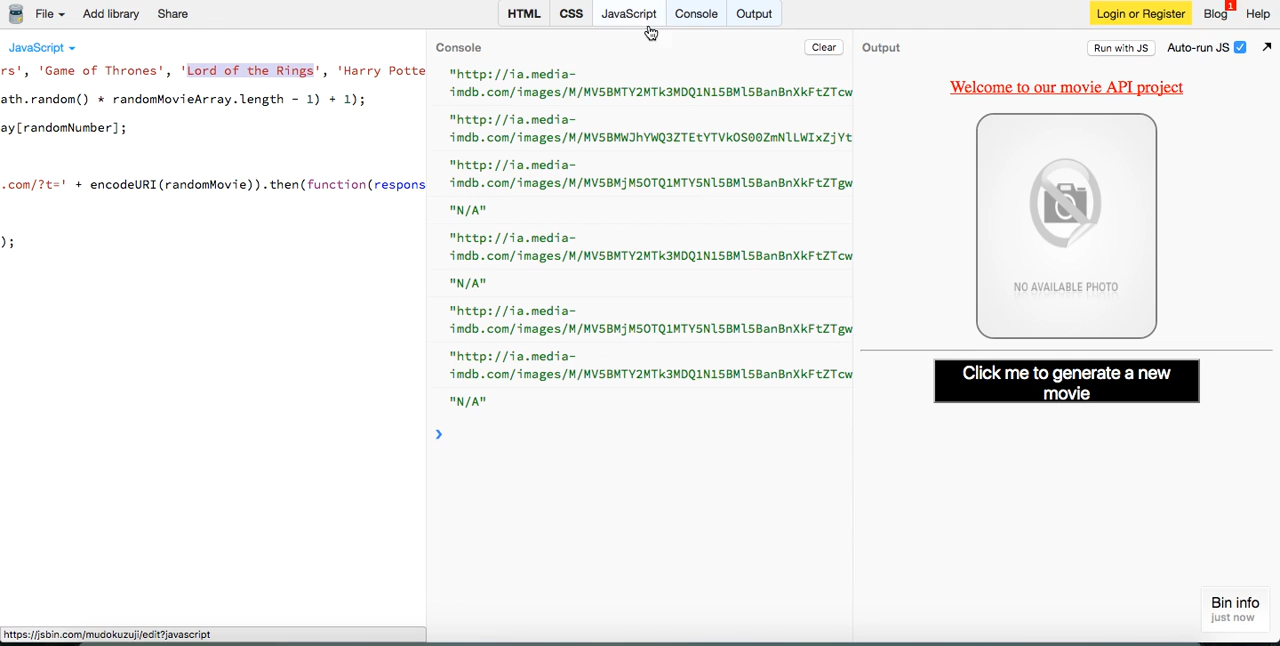 File
Add library
Share
HTML
CSS
JavaScript
Console
Output
Login or Register
Blog
1
Help
JavaScript
rs', 'Game of Thrones', 'Lord of the Rings', 'Harry Potte
ath.random() * randomMovieArray.length - 1) + 1);
ay[randomNumber];
.com/?t=' + encodeURI(randomMovie)).then(function(respons
);
https://jsbin.com/mudokuzuji/edit?javascript
Console
Clear
"http://ia.media-
imdb.com/images/M/MV5BMTY2MTk3MDQ1N15BMl5BanBnXkFtZTcw
"http://ia.media-
imdb.com/images/M/MV5BMWJhYWQ3ZTEtYTVkOS00ZmNlLWIxZjYt
"http://ia.media-
imdb.com/images/M/MV5BMjM5OTQ1MTY5Nl5BMl5BanBnXkFtZTgw
"N/A"
"http://ia.media-
imdb.com/images/M/MV5BMTY2MTk3MDQ1N15BMl5BanBnXkFtZTcw
"N/A"
"http://ia.media-
imdb.com/images/M/MV5BMjM5OTQ1MTY5Nl5BMl5BanBnXkFtZTgw
"http://ia.media-
imdb.com/images/M/MV5BMTY2MTk3MDQ1N15BMl5BanBnXkFtZTcw
"N/A"
Output
Run with JS
Auto-run JS
Welcome to our movie API project
NO AVAILABLE PHOTO
Click me to generate a new
movie
Bin info
just now